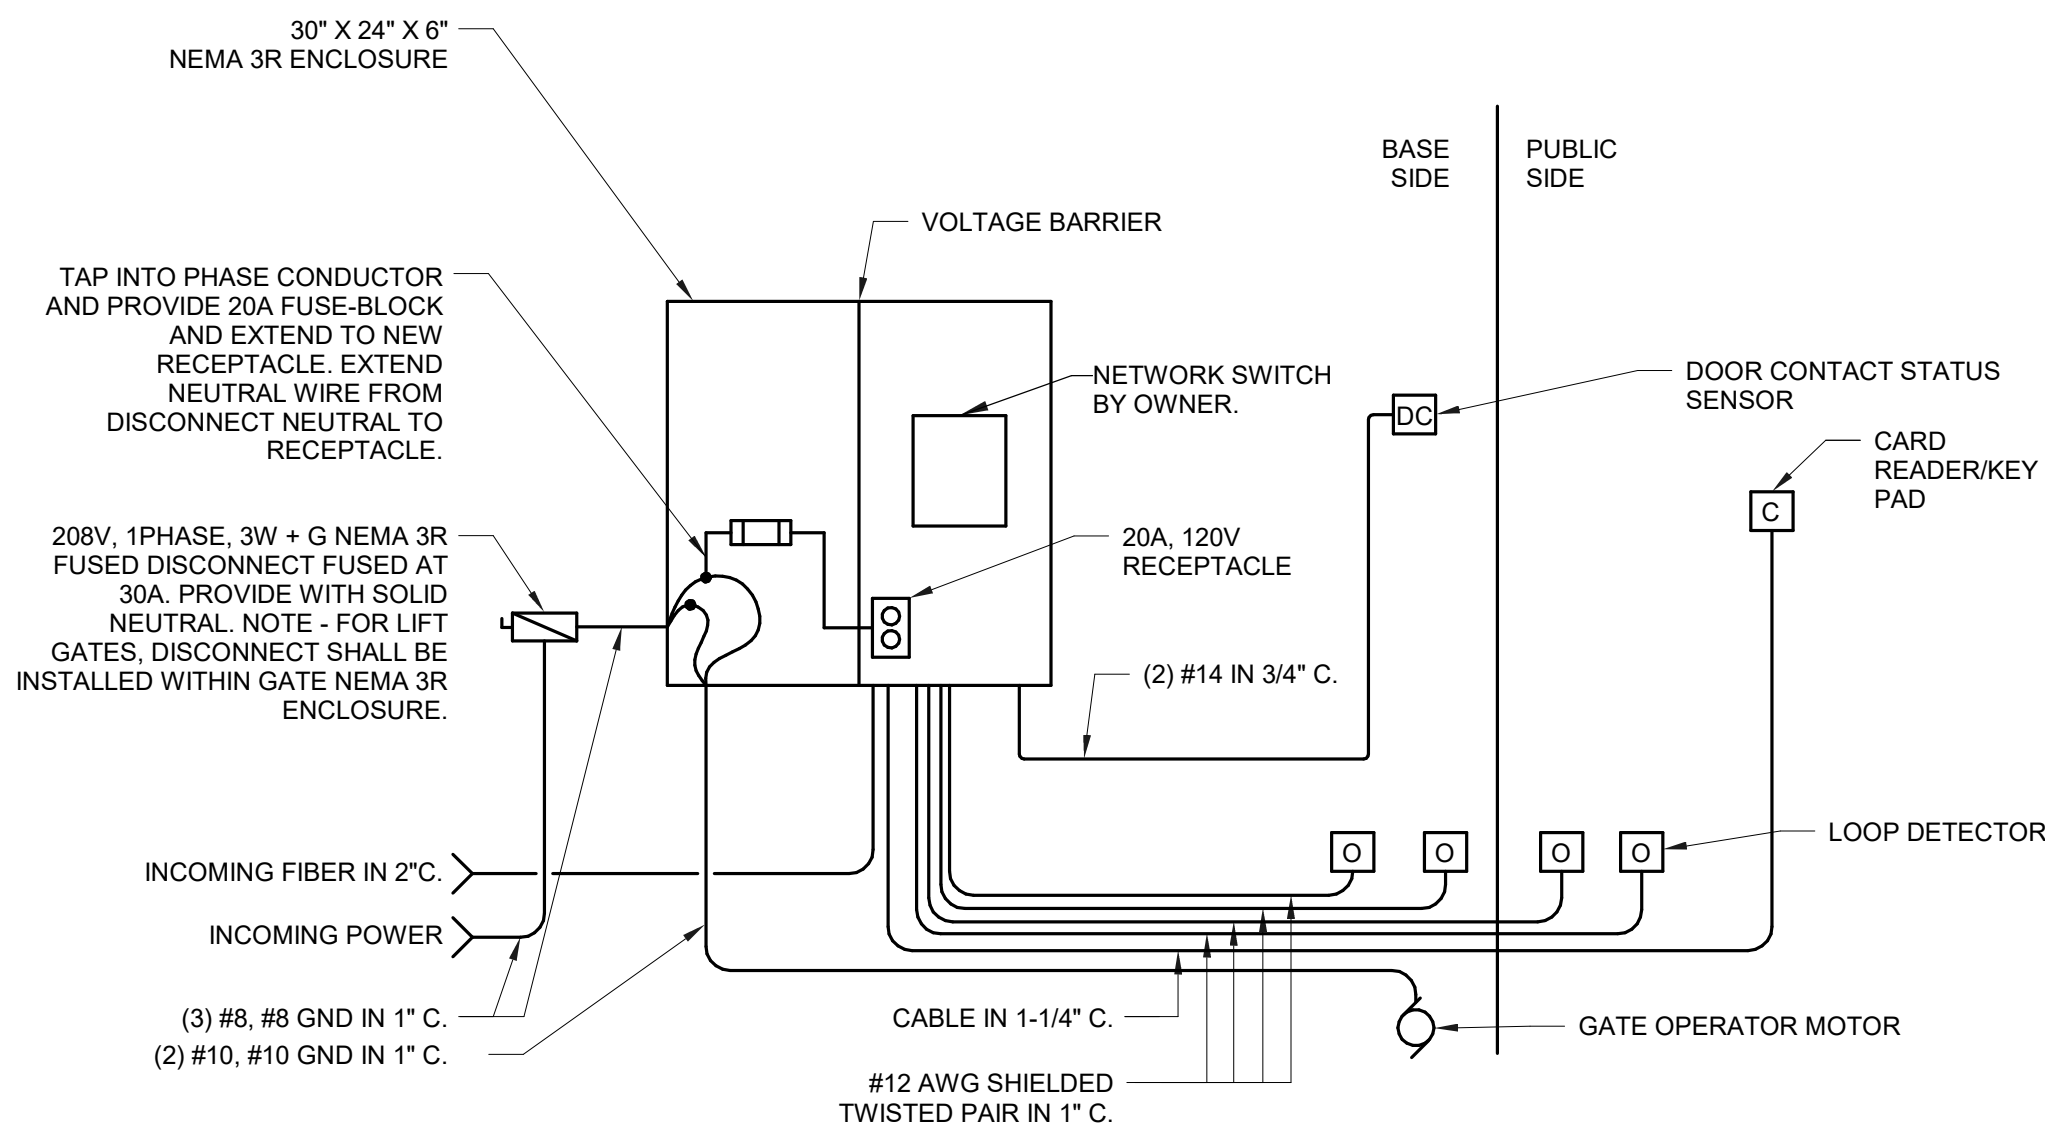 30" X 24" X 6"
NEMA 3R ENCLOSURE
BASE
SIDE
PUBLIC
SIDE
VOLTAGE BARRIER
TAP INTO PHASE CONDUCTOR
AND PROVIDE 20A FUSE-BLOCK
AND EXTEND TO NEW
RECEPTACLE. EXTEND
NEUTRAL WIRE FROM
DISCONNECT NEUTRAL TO
RECEPTACLE.
NETWORK SWITCH
BY OWNER.
DC
DOOR CONTACT STATUS
SENSOR
CARD
READER/KEY
PAD
C
208V, 1PHASE, 3W + G NEMA 3R
FUSED DISCONNECT FUSED AT
30A. PROVIDE WITH SOLID
NEUTRAL. NOTE - FOR LIFT
GATES, DISCONNECT SHALL BE
INSTALLED WITHIN GATE NEMA 3R
ENCLOSURE.
20A, 120V
RECEPTACLE
(2) #14 IN 3/4" C.
O
O
O
O
LOOP DETECTOR
INCOMING FIBER IN 2"C.
INCOMING POWER
(3) #8, #8 GND IN 1" C.
(2) #10, #10 GND IN 1" C.
CABLE IN 1-1/4" C.
GATE OPERATOR MOTOR
#12 AWG SHIELDED
TWISTED PAIR IN 1" C.